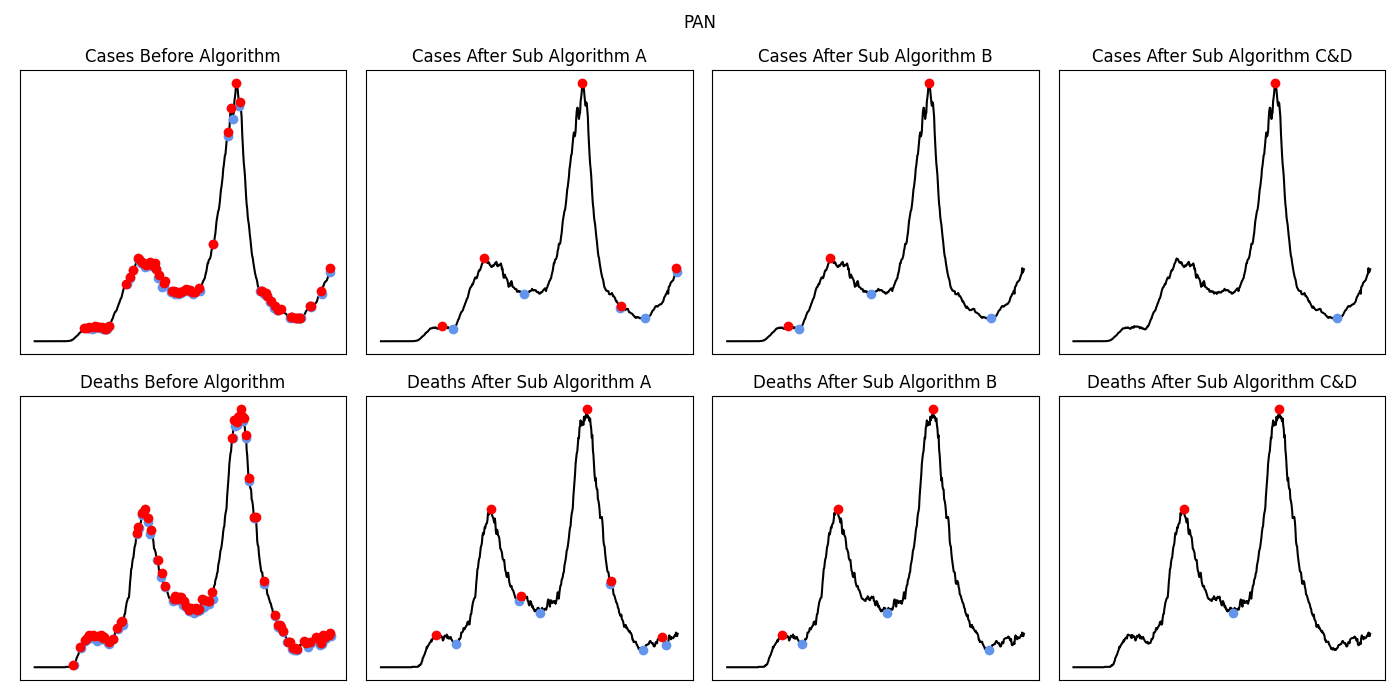 PAN
Cases Before Algorithm
Cases After Sub Algorithm A
Cases After Sub Algorithm B
Cases After Sub Algorithm C&D
Deaths Before Algorithm
Deaths After Sub Algorithm A
Deaths After Sub Algorithm B
Deaths After Sub Algorithm C&D